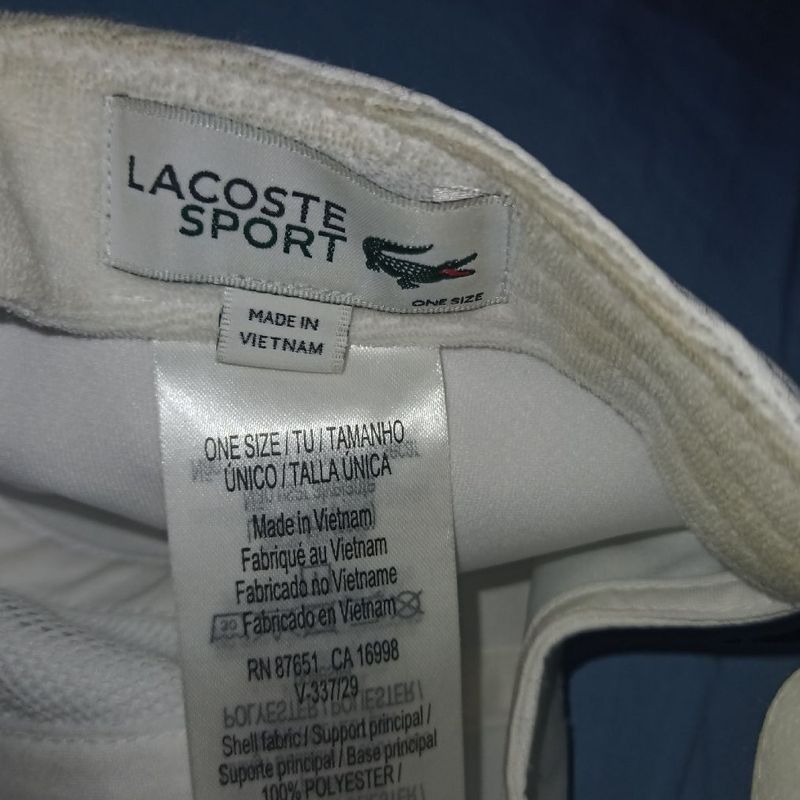 LACOSTE
SPORT
ONE SIZE
MADE IN
VIETNAM
ONE SIZE / TU / TAMANHO
ÚNICO / TALLA ÚNICA
Made in Vietnam
Fabriqué au Vietnam
Fabricado no Vietname
Fabricado en Vietnam
RN 87651 CA 16998
V-337/29
Shell fabric / Support principal /
Suporte principal / Base principal
100% POLYESTER /